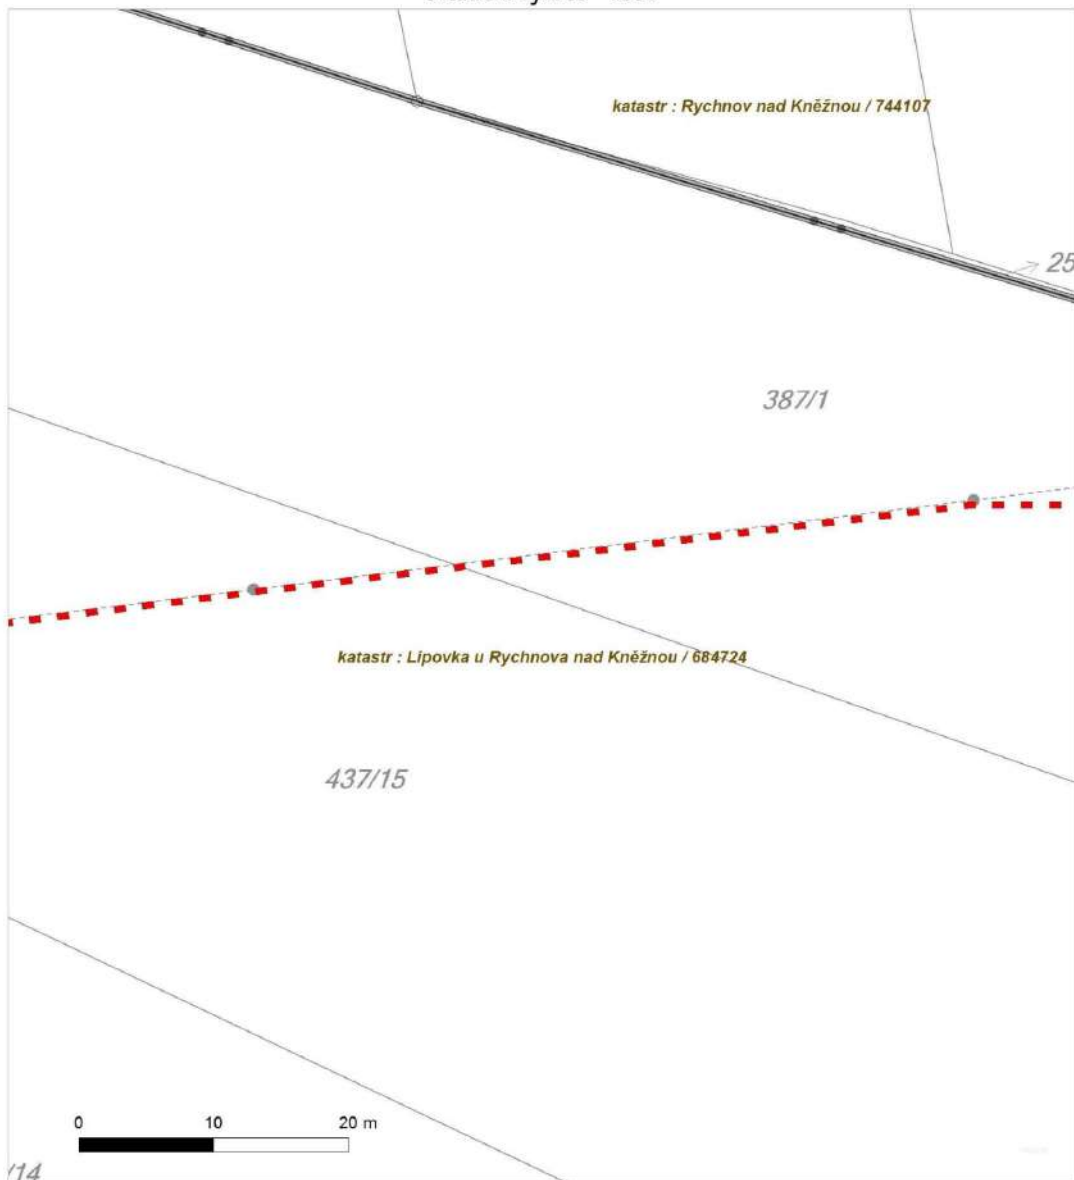 katastr : Rychnov nad Kněžnou / 744107
25
387/1
katastr : Lipovka u Rychnova nad Kněžnou / 684724
437/15
0 10 20 m
/14